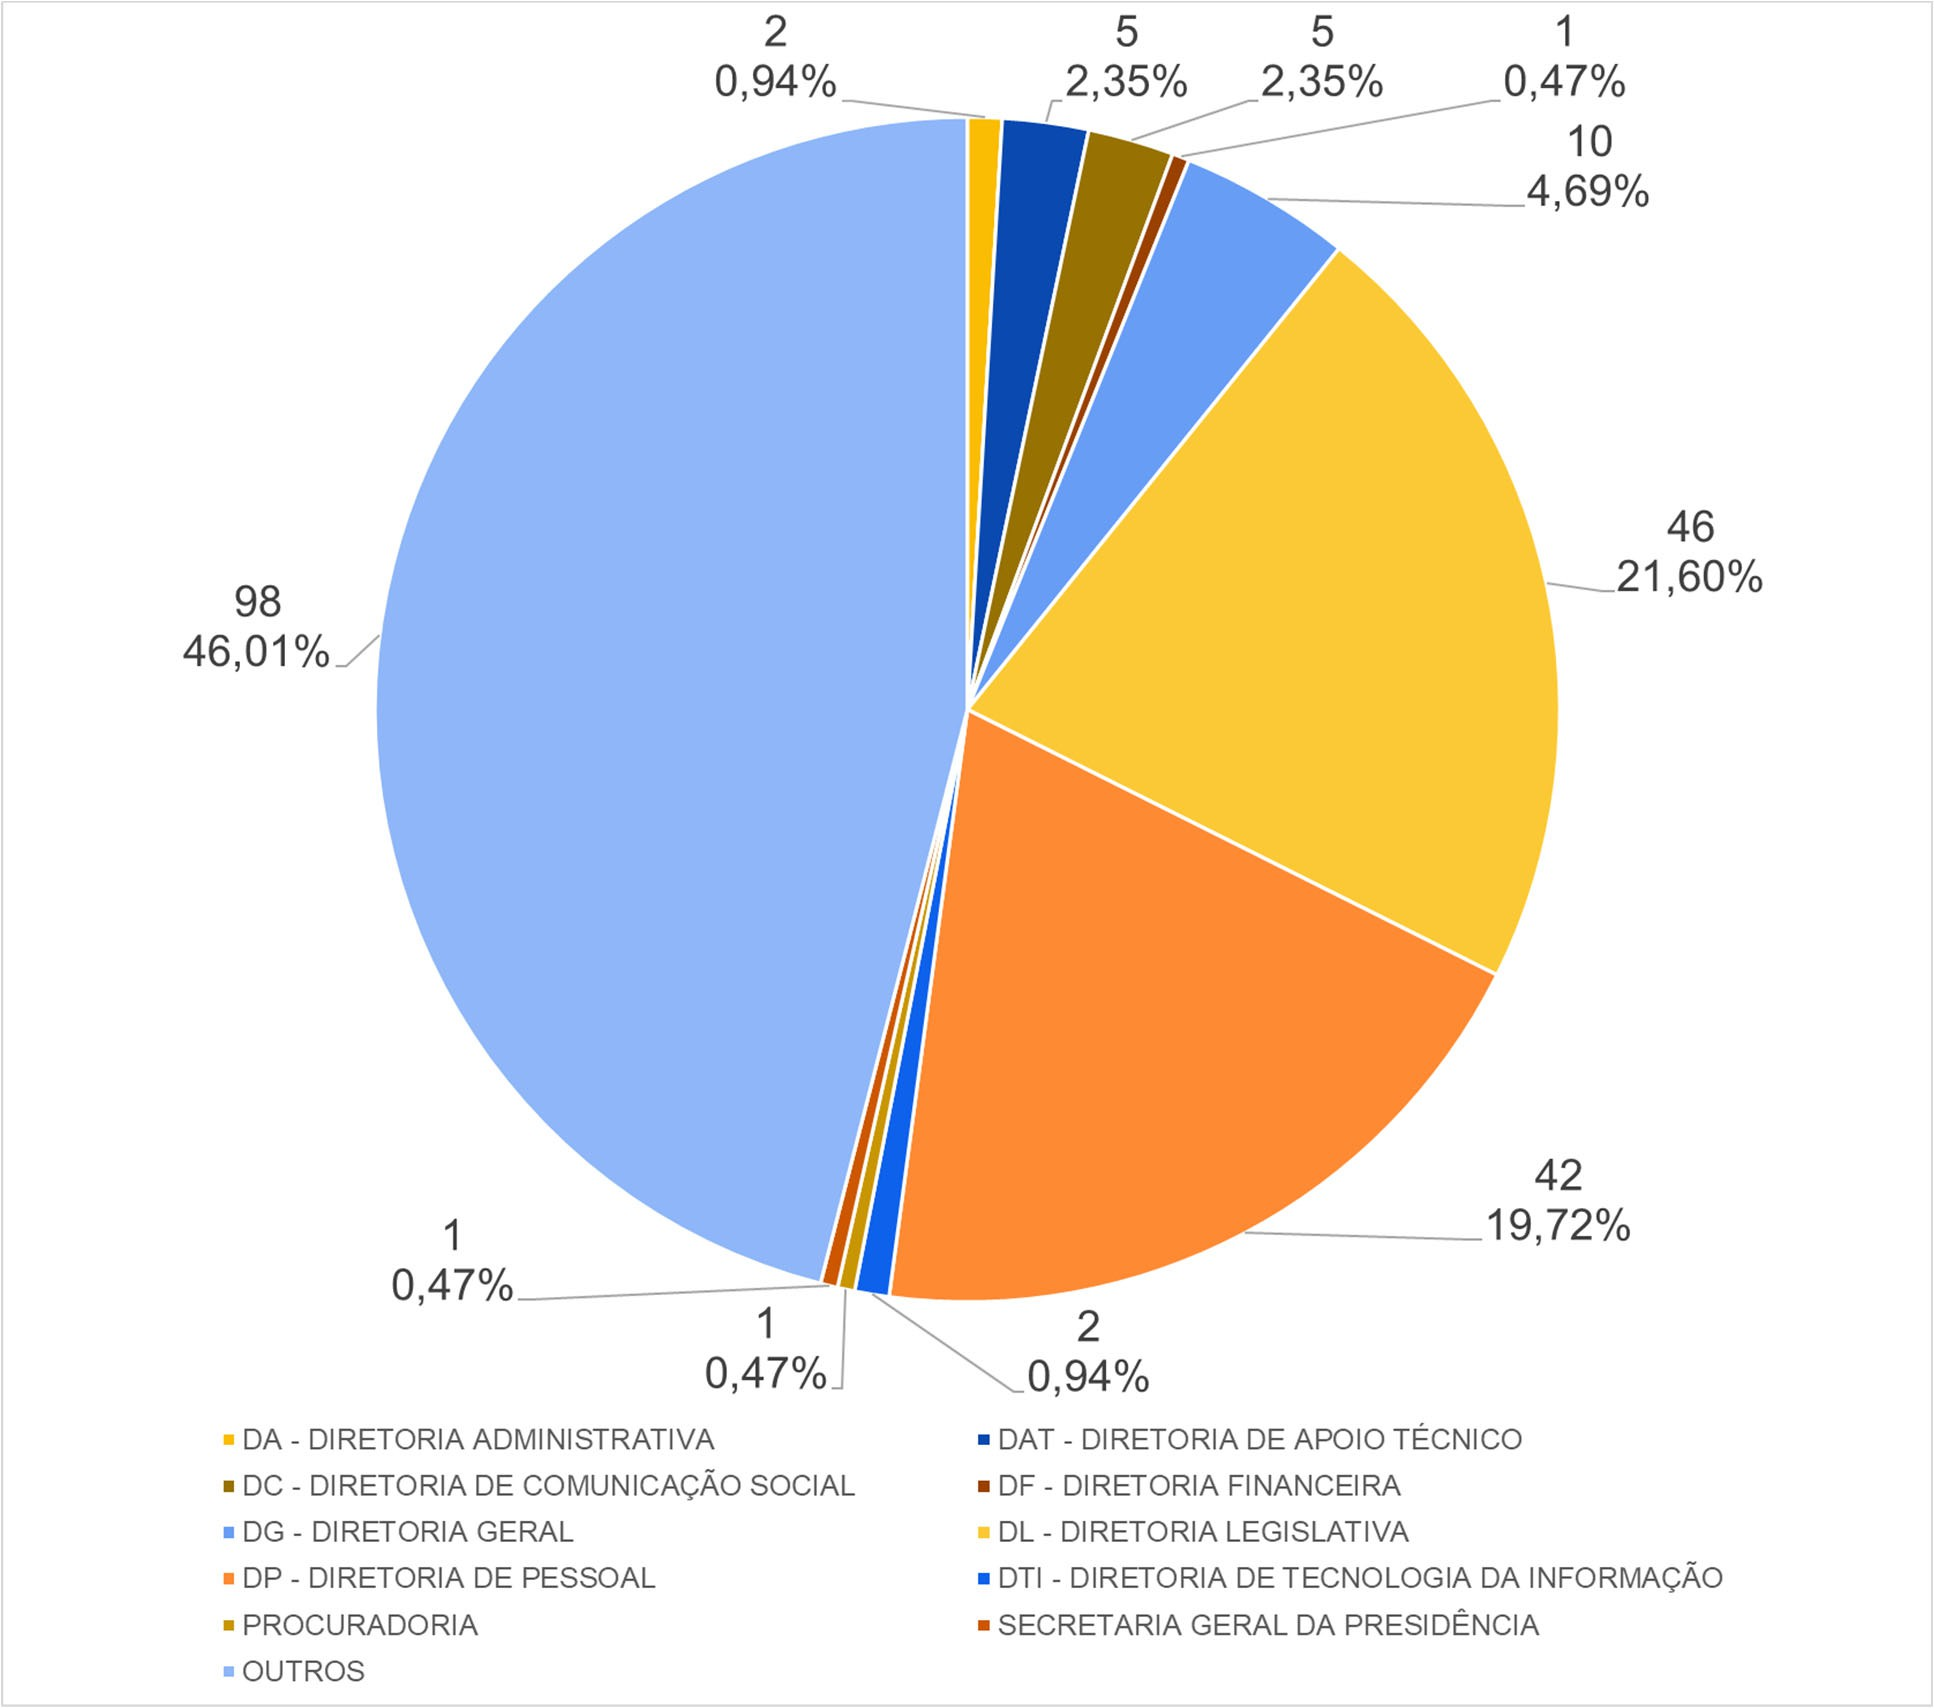 2
0,94%
5
2,35%
5
2,35%
1
0,47%
10
4,69%
46
21,60%
98
46,01%
42
19,72%
1
0,47%
1
0,47%
2
0,94%
DA - DIRETORIA ADMINISTRATIVA
DAT - DIRETORIA DE APOIO TÉCNICO
DC - DIRETORIA DE COMUNICAÇÃO SOCIAL
DF - DIRETORIA FINANCEIRA
DG - DIRETORIA GERAL
DL - DIRETORIA LEGISLATIVA
DP - DIRETORIA DE PESSOAL
DTI - DIRETORIA DE TECNOLOGIA DA INFORMAÇÃO
PROCURADORIA
SECRETARIA GERAL DA PRESIDÊNCIA
OUTROS